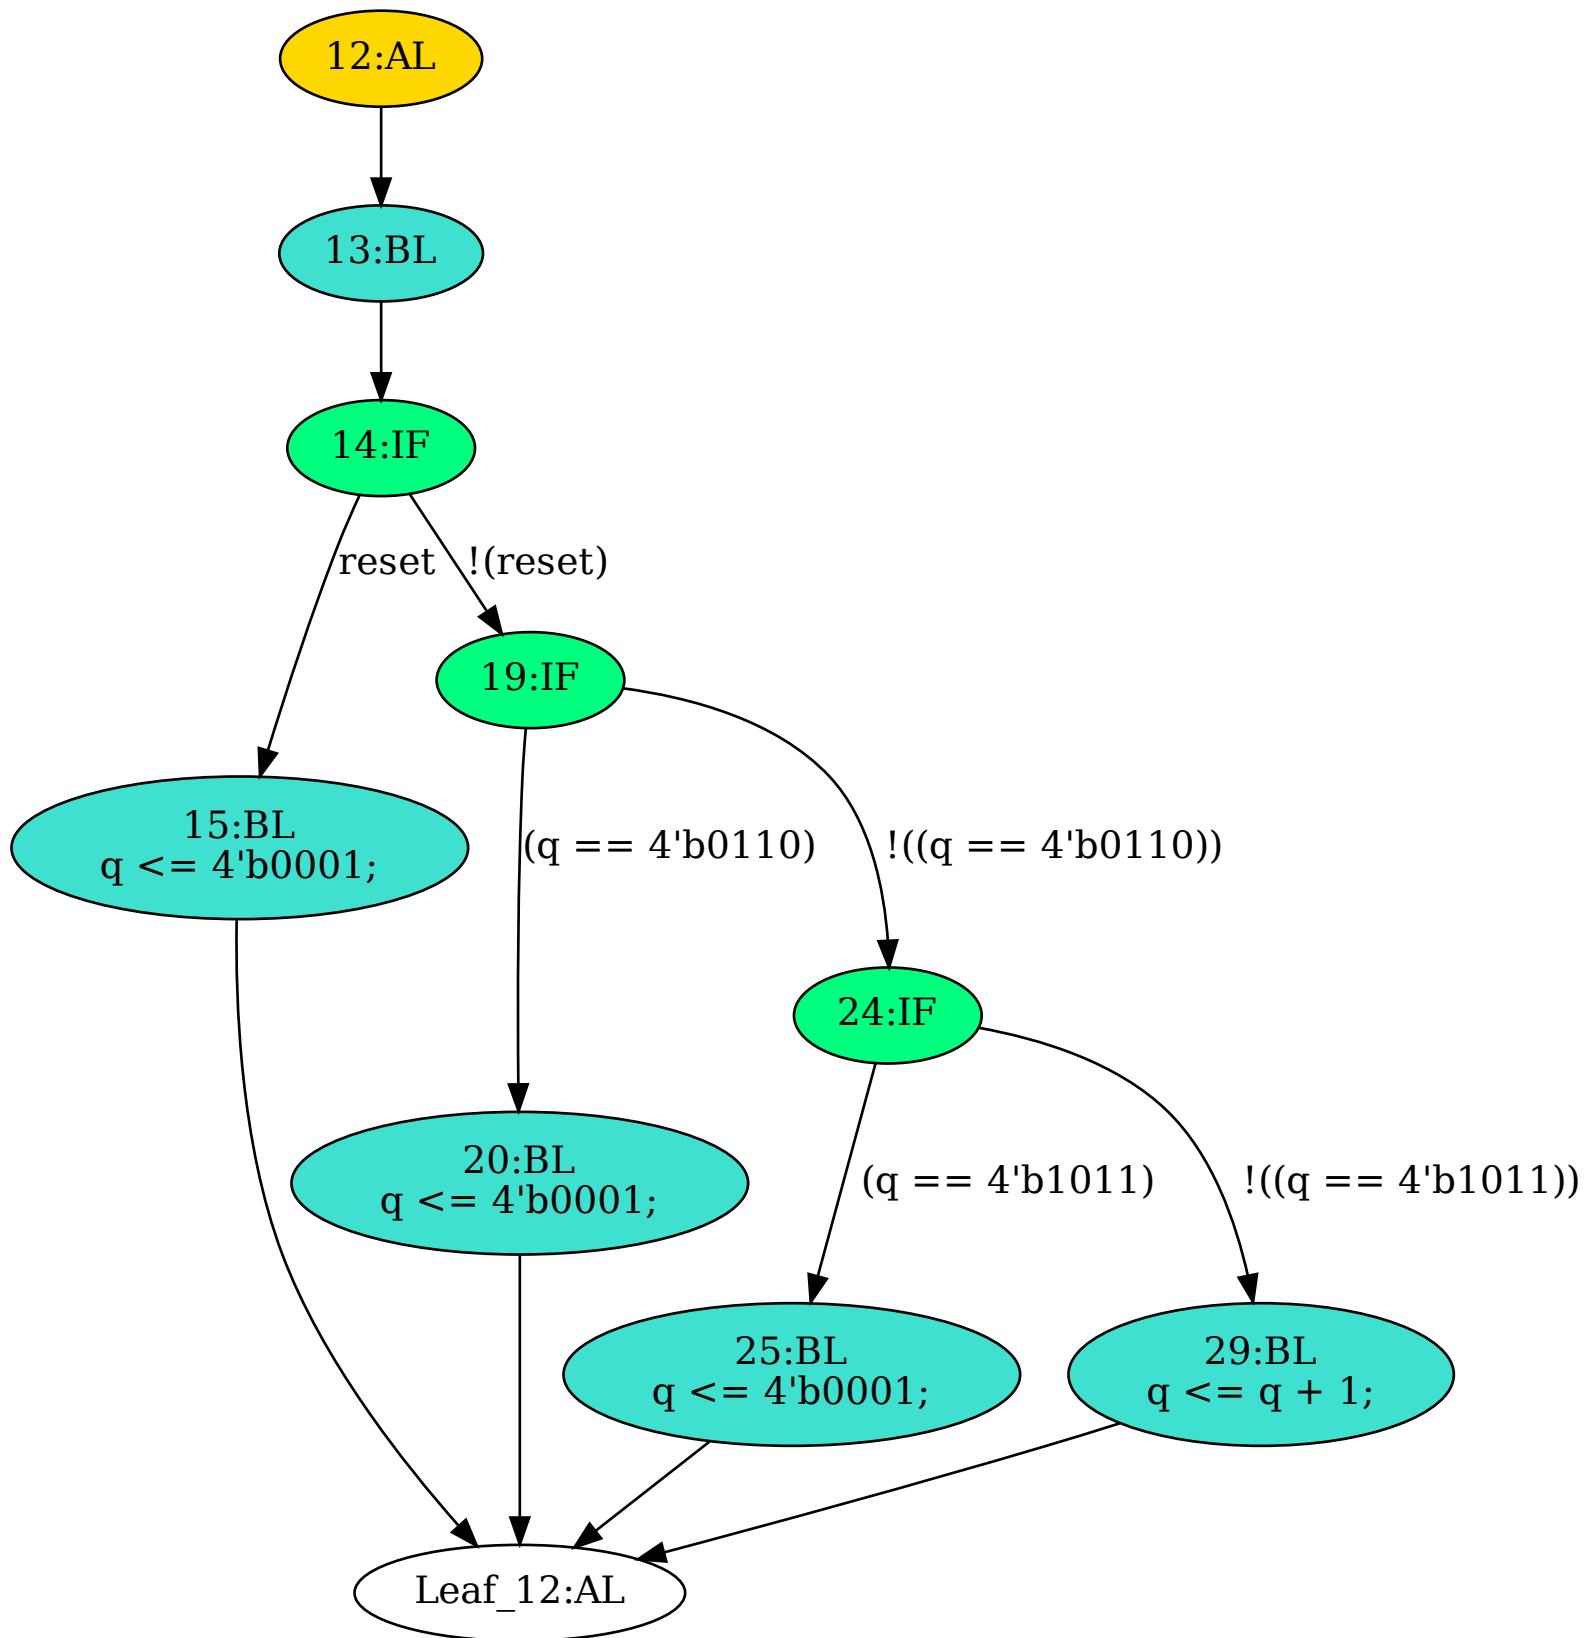 12:AL
13:BL
14:IF
reset
!(reset)
19:IF
15:BL
q <= 4'b0001;
(q == 4'b0110)
!((q == 4'b0110))
24:IF
20:BL
q <= 4'b0001;
(q == 4'b1011)
!((q == 4'b1011))
25:BL
q <= 4'b0001;
29:BL
q <= q + 1;
Leaf_12:AL